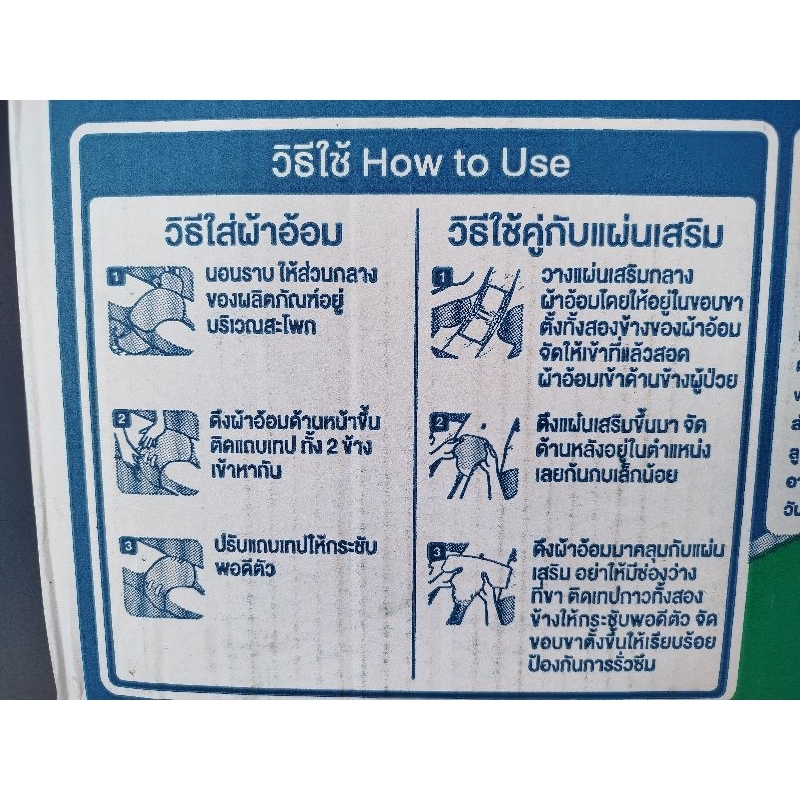 วิธีใช้ How to Use
วิธีใส่ผ้าอ้อม
1
นอนราบ ให้ส่วนกลาง
ของผลิตภัณฑ์อยู่
บริเวณสะโพก
2
ดึงผ้าอ้อมด้านหน้าขึ้น
ติดแถบเทป ทั้ง 2 ข้าง
เข้าหากัน
3
ปรับแถบเทปให้กระชับ
พอดีตัว
วิธีใช้คู่กับแผ่นเสริม
1
วางแผ่นเสริมกลาง
ผ้าอ้อมโดยให้อยู่ในขอบขา
ตั้งทั้งสองข้างของผ้าอ้อม
จัดให้เข้าที่แล้วสอด
ผ้าอ้อมเข้าด้านข้างผู้ป่วย
2
ดึงแผ่นเสริมขึ้นมา จัด
ด้านหลังอยู่ในตำแหน่ง
เลยก้นกบเล็กน้อย
3
ดึงผ้าอ้อมมาคลุมกับแผ่น
เสริม อย่าให้มีช่องว่าง
ที่ขา ติดเทปกาวทั้งสอง
ข้างให้กระชับพอดีตัว จัด
ขอบขาตั้งขึ้นให้เรียบร้อย
ป้องกันการรั่วซึม